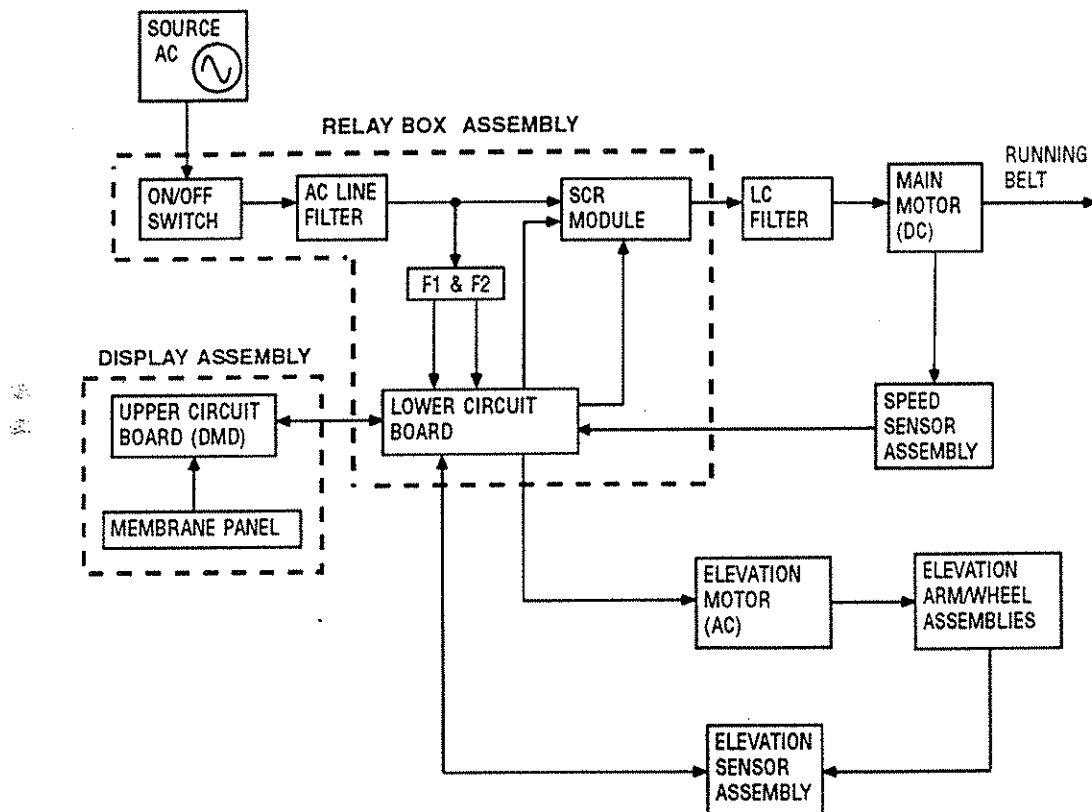 SOURCE
AC
RELAY BOX ASSEMBLY
ON/OFF
SWITCH
AC LINE
FILTER
SCR
MODULE
LC
FILTER
MAIN
MOTOR
(DC)
RUNNING
BELT
F1 & F2
DISPLAY ASSEMBLY
UPPER CIRCUIT
BOARD (DMD)
LOWER CIRCUIT
BOARD
SPEED
SENSOR
ASSEMBLY
MEMBRANE PANEL
ELEVATION
MOTOR
(AC)
ELEVATION
ARM/WHEEL
ASSEMBLIES
ELEVATION
SENSOR
ASSEMBLY